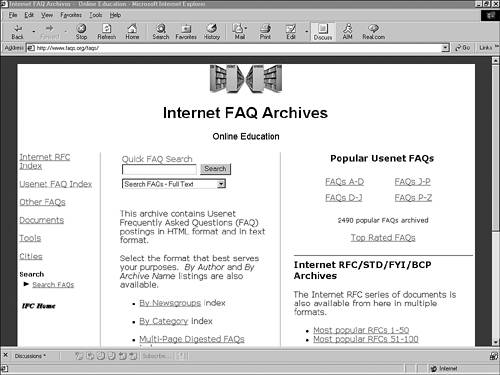 Internet FAQ Archives - Online Education - Microsoft Internet Explorer
File Edit View Favorites Tools Help
Back Forward Stop Refresh Home Search Favorites History Mail Print Edit Discuss AIM Real.com
Address http://www.faqs.org/faqs/ Go Links
Internet FAQ Archives
Online Education
Internet RFC
Index
Usenet FAQ Index
Other FAQs
Documents
Tools
Cities
Search
Search FAQs
IFC Home
Quick FAQ Search
Search
Search FAQs - Full Text
This archive contains Usenet
Frequently Asked Questions (FAQ)
postings in HTML format and in text
format.
Select the format that best serves
your purposes. By Author and By
Archive Name listings are also
available.
• By Newsgroups index
• By Category index
• Multi-Page Digested FAQs
Popular Usenet FAQs
FAQs A-D FAQs J-P
FAQs D-J FAQs P-Z
2490 popular FAQs archived
Top Rated FAQs
Internet RFC/STD/FYI/BCP
Archives
The Internet RFC series of documents is
also available from here in multiple
formats.
• Most popular RFCs 1-50
• Most popular RFCs 51-100
Discussions Subscribe...
Internet